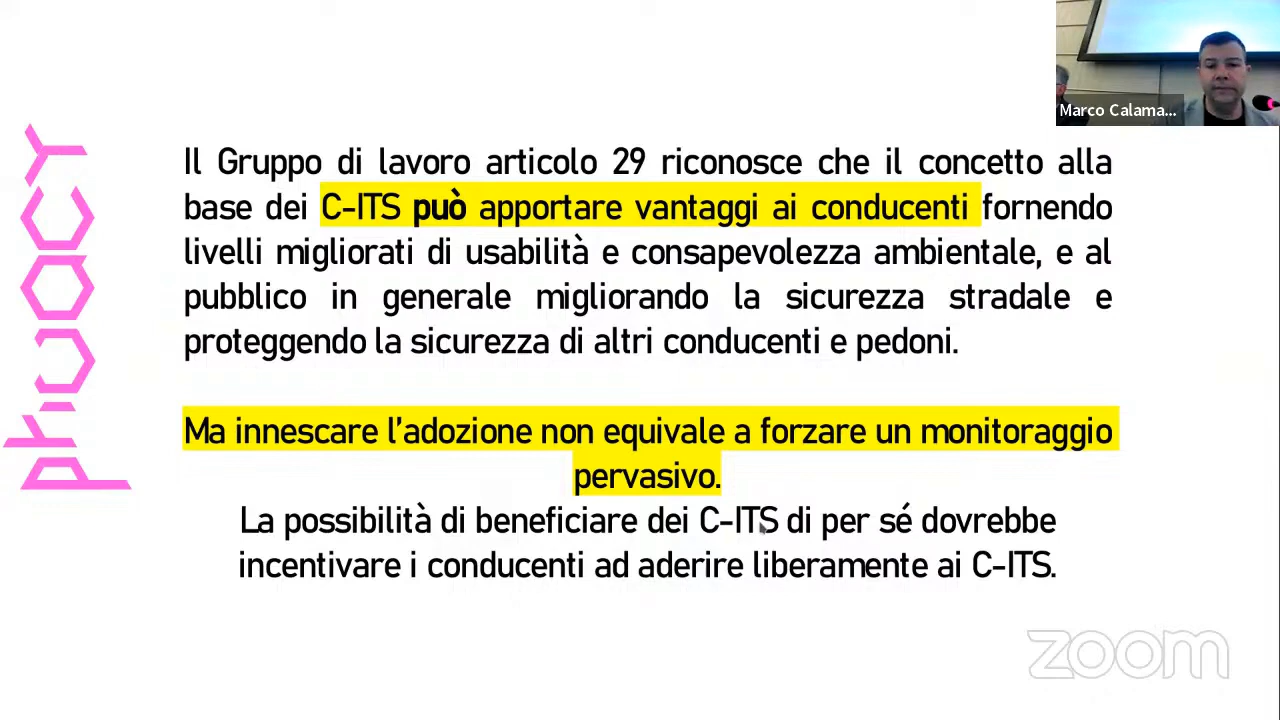 Marco Calama...
Il Gruppo di lavoro articolo 29 riconosce che il concetto alla
base dei C-ITS può apportare vantaggi ai conducenti fornendo
livelli migliorati di usabilità e consapevolezza ambientale, e al
pubblico in generale migliorando la sicurezza stradale e
proteggendo la sicurezza di altri conducenti e pedoni.
Ma innescare l'adozione non equivale a forzare un monitoraggio
pervasivo.
La possibilità di beneficiare dei C-ITS di per sé dovrebbe
incentivare i conducenti ad aderire liberamente ai C-ITS.
zoom